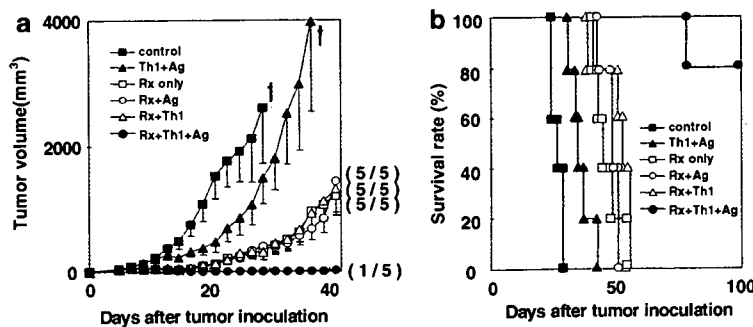 a
Tumor volume(mm³)
4000
2000
0
control
Th1+Ag
Rx only
Rx+Ag
Rx+Th1
Rx+Th1+Ag
†
†
(5/5)
(5/5)
(5/5)
(1/5)
0
20
40
Days after tumor inoculation
b
Survival rate (%)
100
80
60
40
20
0
control
Th1+Ag
Rx only
Rx+Ag
Rx+Th1
Rx+Th1+Ag
0
50
100
Days after tumor inoculation